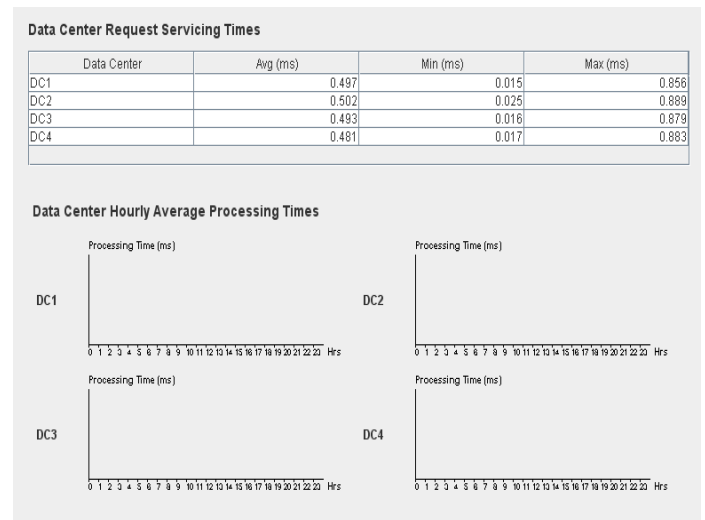 Data Center Request Servicing Times
Data Center Avg (ms) Min (ms) Max (ms)
DC1 0.497 0.015 0.856
DC2 0.502 0.025 0.889
DC3 0.493 0.016 0.879
DC4 0.481 0.017 0.883
Data Center Hourly Average Processing Times
Processing Time (ms)
DC1
0 1 2 3 4 5 6 7 8 9 10 11 12 13 14 15 16 17 18 19 20 21 22 23 Hrs
Processing Time (ms)
DC2
0 1 2 3 4 5 6 7 8 9 10 11 12 13 14 15 16 17 18 19 20 21 22 23 Hrs
Processing Time (ms)
DC3
0 1 2 3 4 5 6 7 8 9 10 11 12 13 14 15 16 17 18 19 20 21 22 23 Hrs
Processing Time (ms)
DC4
0 1 2 3 4 5 6 7 8 9 10 11 12 13 14 15 16 17 18 19 20 21 22 23 Hrs